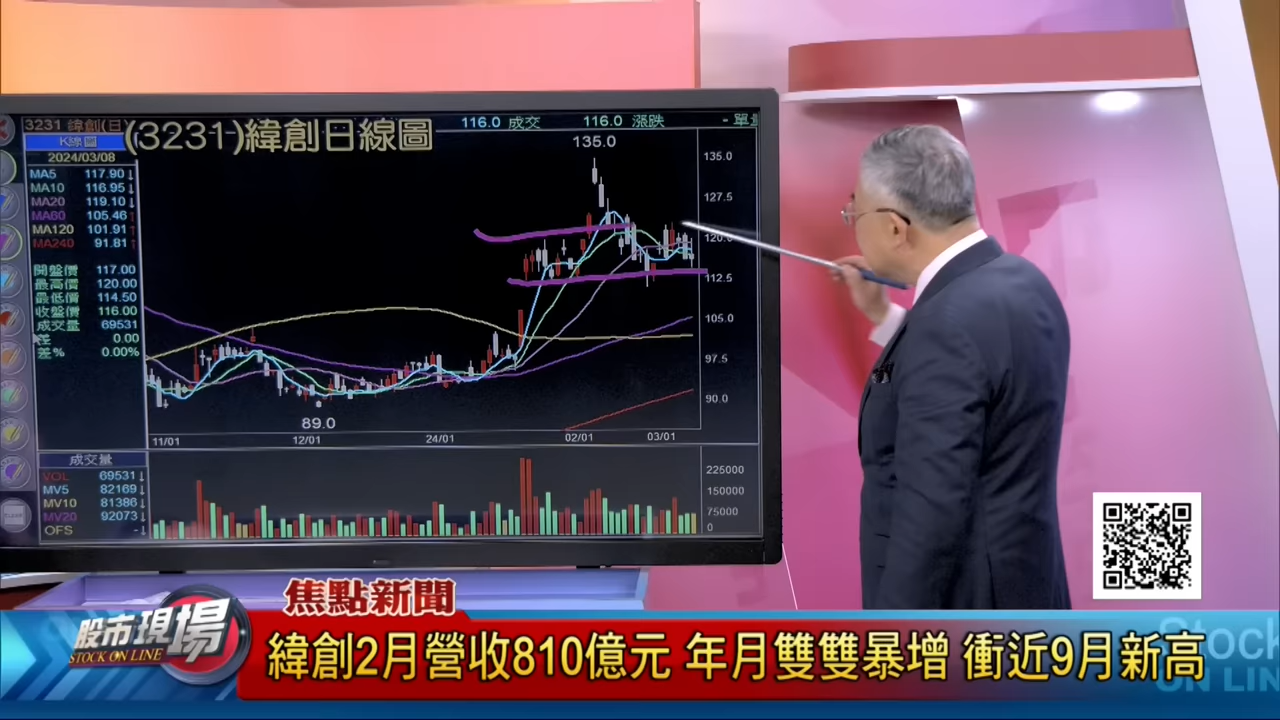 3231 緯創(日)
(3231)緯創日線圖
116.0 成交
116.0 漲跌
- 單量
K線圖
2024/03/08
MA5 117.90↓
MA10 116.95↓
MA20 119.10↓
MA60 105.46↑
MA120 101.91↑
MA240 91.81↑
開盤價 117.00
最高價 120.00
最低價 114.50
收盤價 116.00
成交量 69531
差 0.00
差% 0.00%
135.0
135.0
127.5
120.0
112.5
105.0
97.5
90.0
89.0
11/01 12/01 24/01 02/01 03/01
成交量
VOL 69531↓
MV5 82169↓
MV10 81386↓
MV20 92073↓
OFS -↓
225000
150000
75000
0
焦點新聞
股市現場
STOCK ON LINE
緯創2月營收810億元 年月雙雙暴增 衝近9月新高
Stock
ON LIN